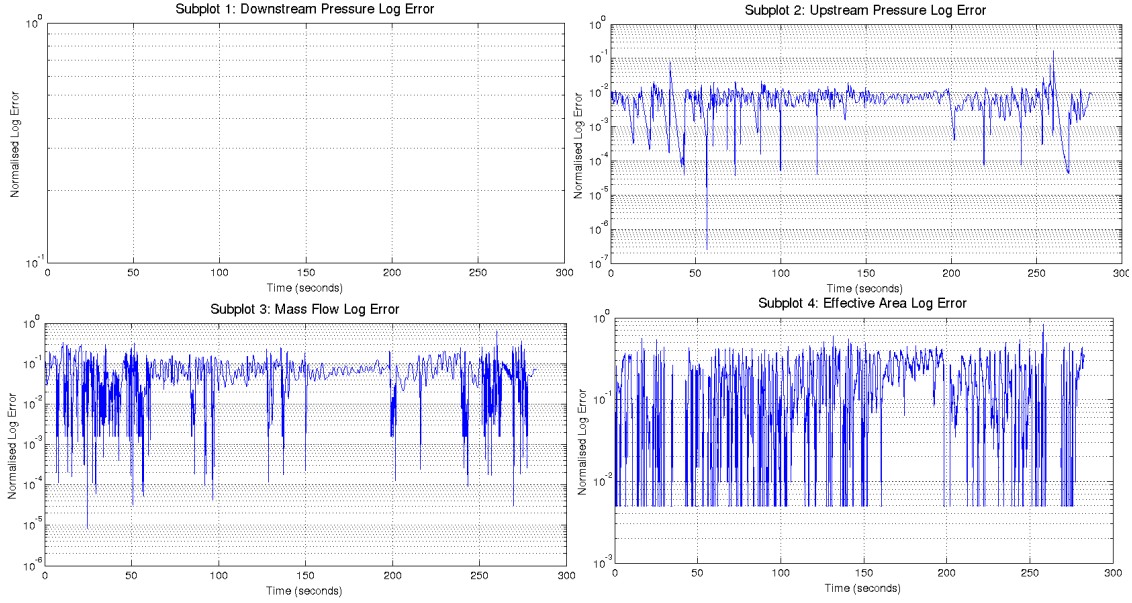 Subplot 1: Downstream Pressure Log Error
10^0
10^-1
Normalised Log Error
0 50 100 150 200 250 300
Time (seconds)
Subplot 2: Upstream Pressure Log Error
10^0
10^-1
10^-2
10^-3
10^-4
10^-5
10^-6
10^-7
Normalised Log Error
0 50 100 150 200 250 300
Time (seconds)
Subplot 3: Mass Flow Log Error
10^0
10^-1
10^-2
10^-3
10^-4
10^-5
10^-6
Normalised Log Error
0 50 100 150 200 250 300
Time (seconds)
Subplot 4: Effective Area Log Error
10^0
10^-1
10^-2
10^-3
Normalised Log Error
0 50 100 150 200 250 300
Time (seconds)